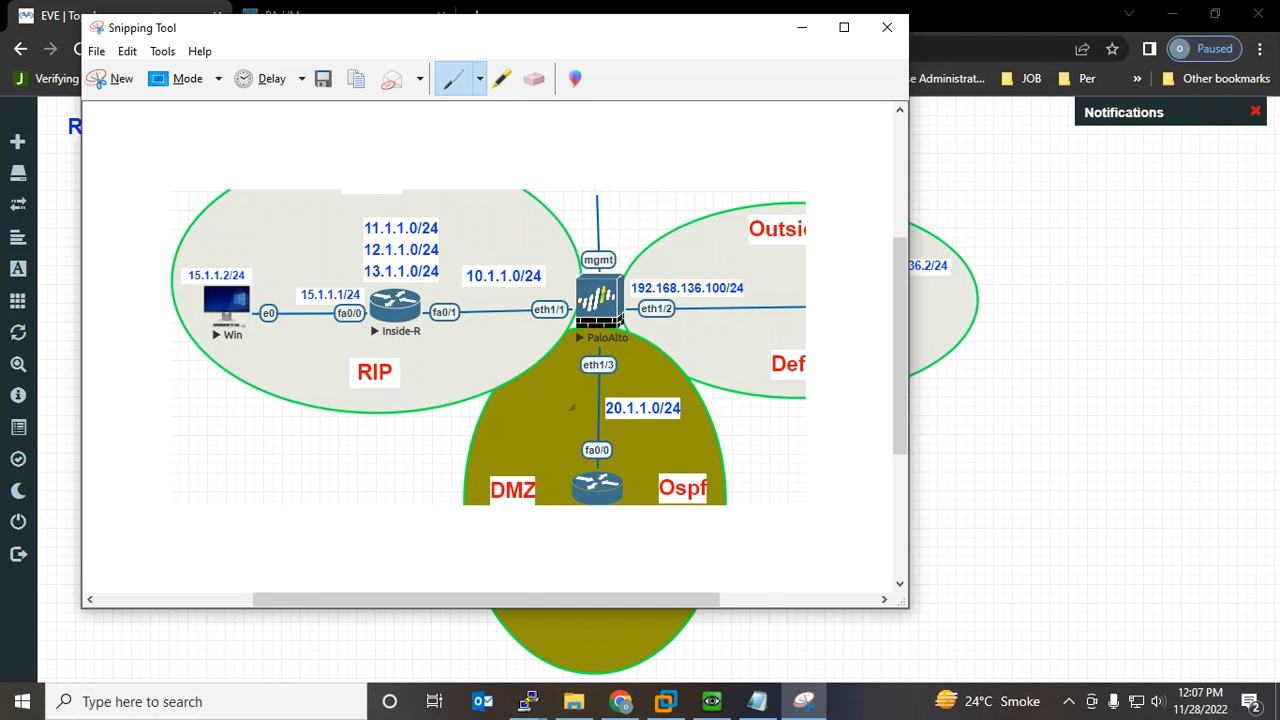 EVE | To
Snipping Tool
File Edit Tools Help
Paused
Verifying
New Mode Delay
e Administrat...
JOB
Per
»
Other bookmarks
Notifications
R
11.1.1.0/24
12.1.1.0/24
13.1.1.0/24
Outsi
mgmt
15.1.1.2/24
15.1.1.1/24
10.1.1.0/24
192.168.136.100/24
36.2/24
e0
fa0/0
fa0/1
eth1/1
eth1/2
Win
Inside-R
PaloAlto
RIP
eth1/3
Def
20.1.1.0/24
fa0/0
DMZ
Ospf
Type here to search
24°C Smoke
12:07 PM
11/28/2022
2